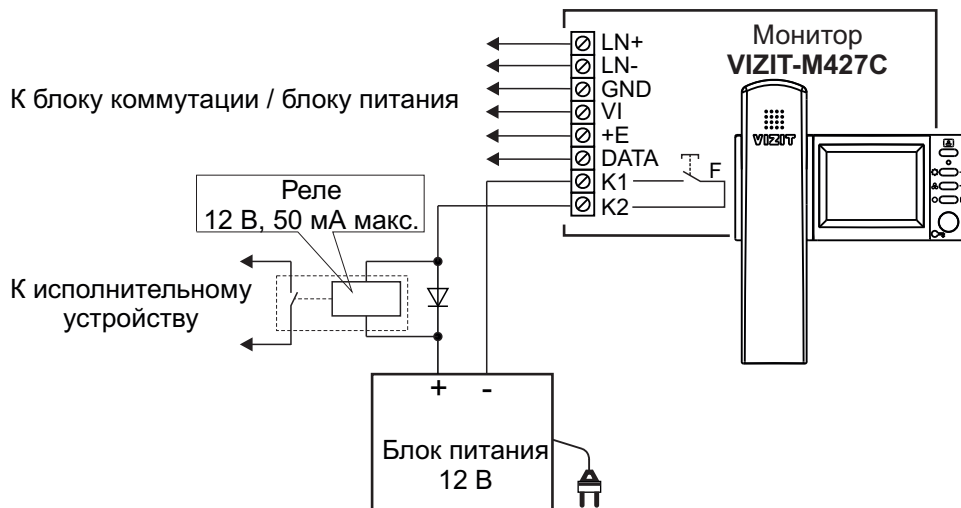 Монитор
VIZIT-M427C
LN+
LN-
GND
VI
+E
DATA
K1
K2
F
VIZIT
К блоку коммутации / блоку питания
Реле
12 В, 50 мА макс.
К исполнительному
устройству
+ -
Блок питания
12 В